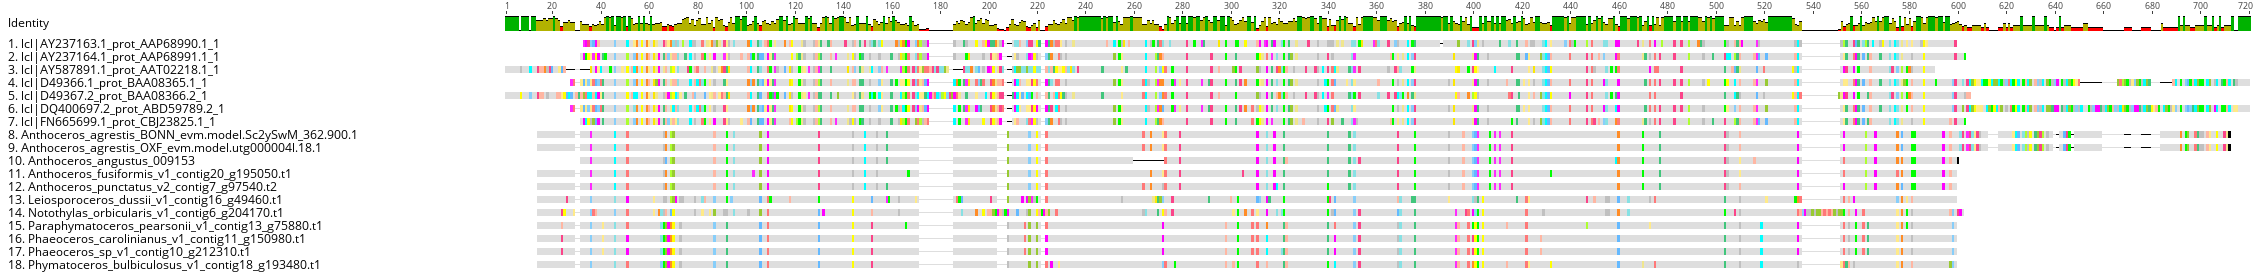 1 20 40 60 80 100 120 140 160 180 200 220 240 260 280 300 320 340 360 380 400 420 440 460 480 500 520 540 560 580 600 620 640 660 680 700 720
Identity
1. lcl|AY237163.1_prot_AAP68990.1_1
2. lcl|AY237164.1_prot_AAP68991.1_1
3. lcl|AY587891.1_prot_AAT02218.1_1
4. lcl|D49366.1_prot_BAA08365.1_1
5. lcl|D49367.2_prot_BAA08366.2_1
6. lcl|DQ400697.2_prot_ABD59789.2_1
7. lcl|FN665699.1_prot_CBJ23825.1_1
8. Anthoceros_agrestis_BONN_evm.model.Sc2ySwM_362.900.1
9. Anthoceros_agrestis_OXF_evm.model.utg000004l.18.1
10. Anthoceros_angustus_009153
11. Anthoceros_fusiformis_v1_contig20_g195050.t1
12. Anthoceros_punctatus_v2_contig7_g97540.t2
13. Leiosporoceros_dussii_v1_contig16_g49460.t1
14. Notothylas_orbicularis_v1_contig6_g204170.t1
15. Paraphymatoceros_pearsonii_v1_contig13_g75880.t1
16. Phaeoceros_carolinianus_v1_contig11_g150980.t1
17. Phaeoceros_sp_v1_contig10_g212310.t1
18. Phymatoceros_bulbiculosus_v1_contig18_g193480.t1